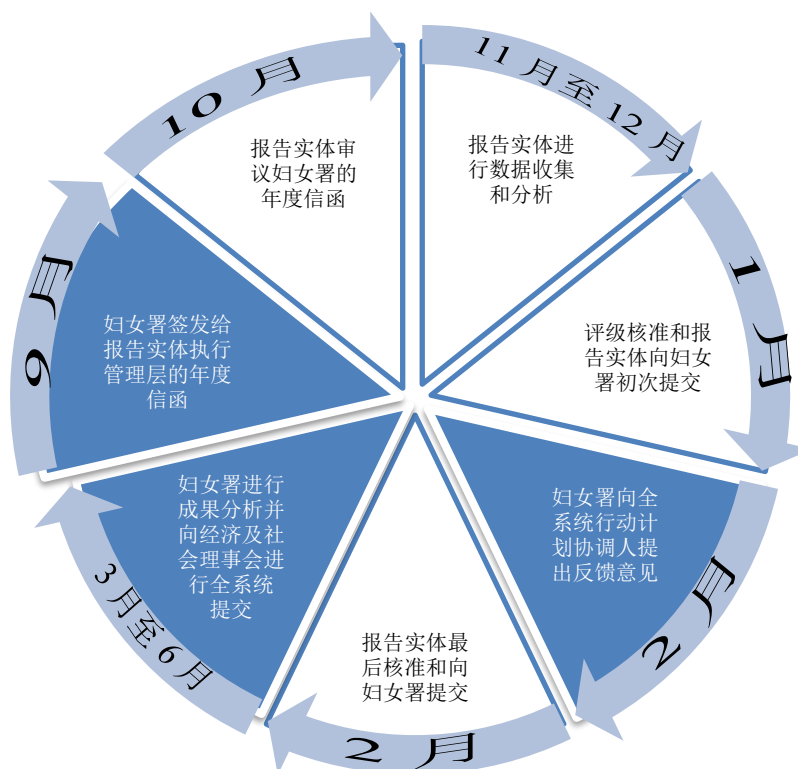 11月至12月
报告实体进
行数据收集
和分析
1月
评级核准和报
告实体向妇女
署初次提交
2月
妇女署向全
系统行动计
划协调人提
出反馈意见
2月
报告实体最
后核准和向
妇女署提交
3月至6月
妇女署进行
成果分析并
向经济及社
会理事会进
行全系统
提交
9月
妇女署签发给
报告实体执行
管理层的年度
信函
10月
报告实体审
议妇女署的
年度信函